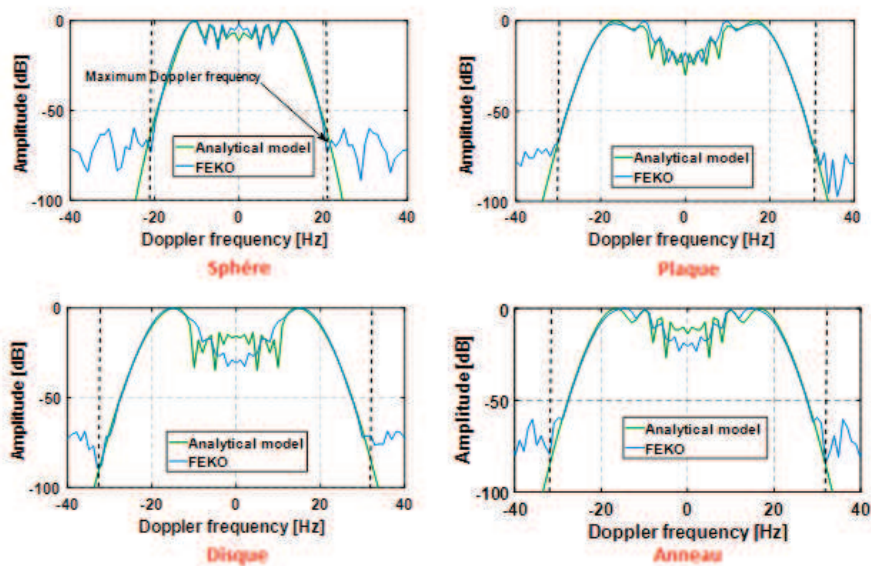 Amplitude [dB]
0
-50
-100
Maximum Doppler frequency
Analytical model
FEKO
-40
-20
0
20
40
Doppler frequency [Hz]
Sphére
Amplitude [dB]
0
-50
-100
Analytical model
FEKO
-40
-20
0
20
40
Doppler frequency [Hz]
Plaque
Amplitude [dB]
0
-50
-100
Analytical model
FEKO
-40
-20
0
20
40
Doppler frequency [Hz]
Disque
Amplitude [dB]
0
-50
-100
Analytical model
FEKO
-40
-20
0
20
40
Doppler frequency [Hz]
Anneau